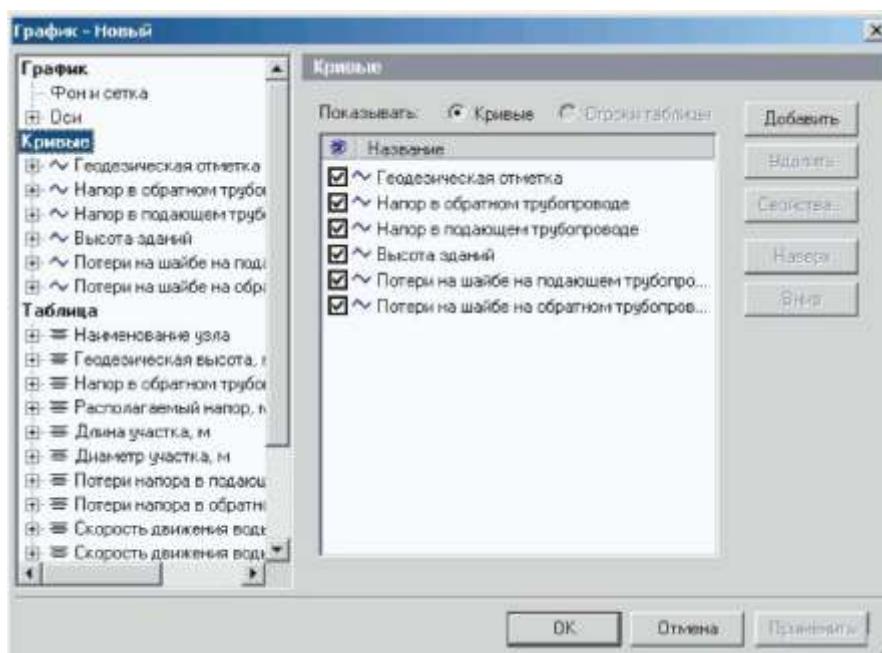 График - Новый
График
Фон и сетка
Оси
Кривые
Геодезическая отметка
Напор в обратном трубо
Напор в подающем труб
Высота зданий
Потери на шайбе на под
Потери на шайбе на обра
Таблица
Наименование узла
Геодезическая высота,
Напор в обратном трубо
Располагаемый напор, м
Длина участка, м
Диаметр участка, м
Потери напора в подающ
Потери напора в обратн
Скорость движения воды
Скорость движения воды
Кривые
Показывать:
Кривые
Строки таблицы
Название
Геодезическая отметка
Напор в обратном трубопроводе
Напор в подающем трубопроводе
Высота зданий
Потери на шайбе на подающем трубопро...
Потери на шайбе на обратном трубопров...
Добавить
Удалить
Свойства...
Наверх
Вниз
OK
Отмена
Применить